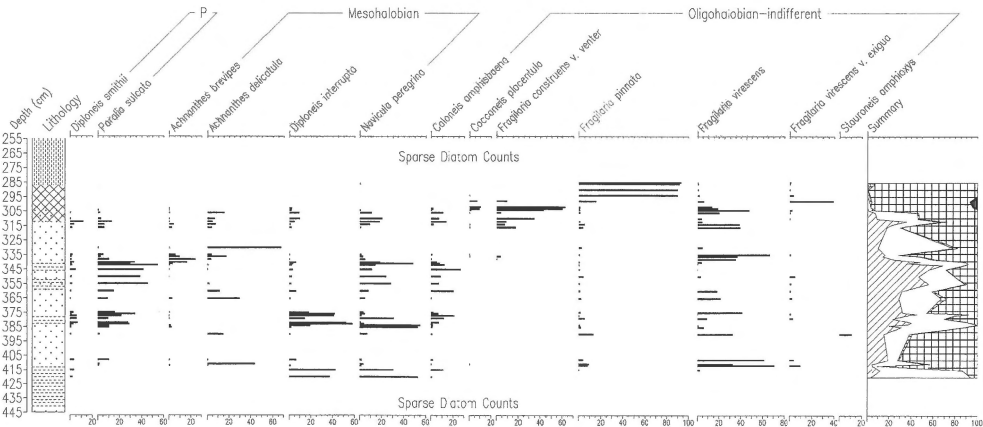 P Mesohalobian Oligohalobian-indifferent
Depth (cm)
Lithology
Diploneis smithii
Paralia sulcata
Achnanthes brevipes
Achnanthes delicatula
Diploneis interrupta
Navicula peregrina
Caloneis amphisbaena
Cocconeis placentula
Fragilaria construens v. venter
Fragilaria pinnata
Fragilaria virescens
Fragilaria virescens v. exigua
Stauroneis amphioxys
Summary
255
265
275
285
295
305
315
325
335
345
355
365
375
385
395
405
415
425
435
445
Sparse Diatom Counts
Sparse Diatom Counts
20 20 40 60 20 20 40 60 20 40 60 20 40 60 20 20 20 40 60 20 40 60 80 100 20 40 60 20 40 20 20 40 60 80 100